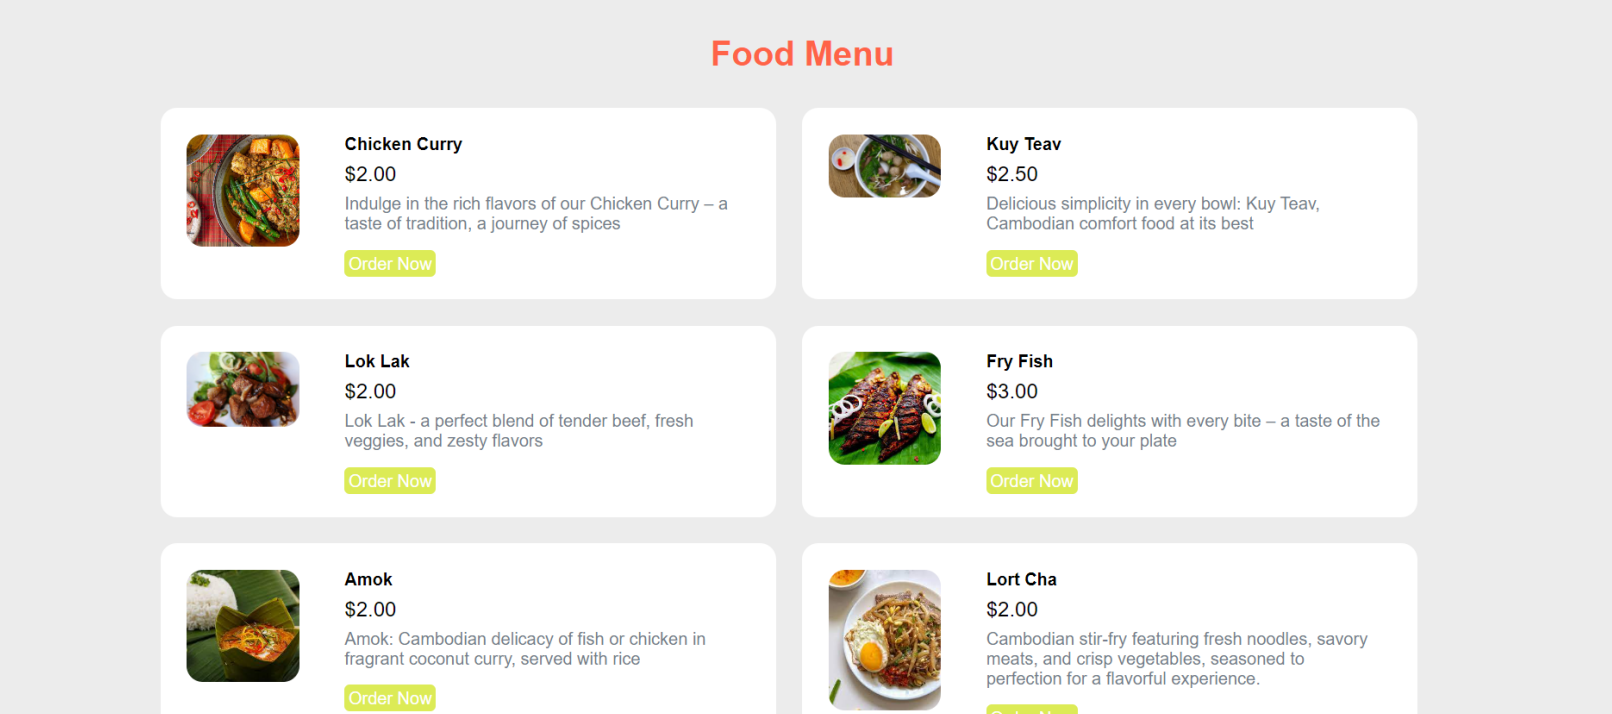 Food Menu
Chicken Curry
$2.00
Indulge in the rich flavors of our Chicken Curry – a
taste of tradition, a journey of spices
Order Now
Kuy Teav
$2.50
Delicious simplicity in every bowl: Kuy Teav,
Cambodian comfort food at its best
Order Now
Lok Lak
$2.00
Lok Lak - a perfect blend of tender beef, fresh
veggies, and zesty flavors
Order Now
Fry Fish
$3.00
Our Fry Fish delights with every bite – a taste of the
sea brought to your plate
Order Now
Amok
$2.00
Amok: Cambodian delicacy of fish or chicken in
fragrant coconut curry, served with rice
Order Now
Lort Cha
$2.00
Cambodian stir-fry featuring fresh noodles, savory
meats, and crisp vegetables, seasoned to
perfection for a flavorful experience.
Order Now